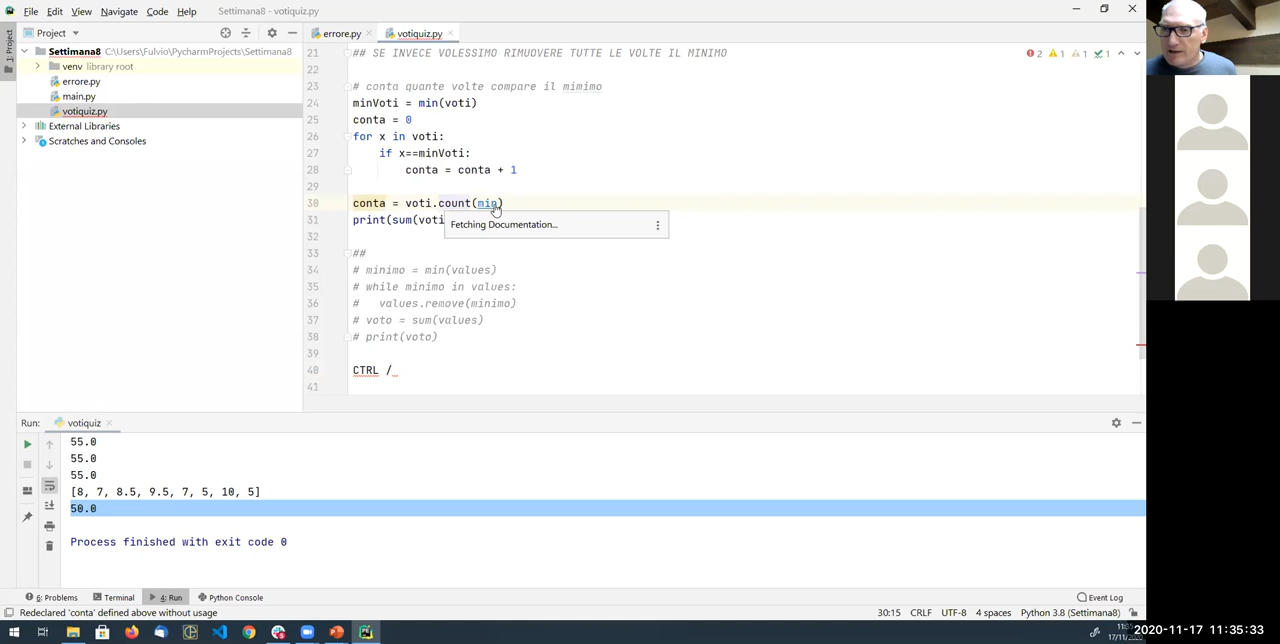 File Edit View Navigate Code Help Settimana8 - votiquiz.py
Project
errore.py
votiquiz.py
1: Project
Settimana8 C:\Users\Fulvio\PycharmProjects\Settimana8
venv library root
errore.py
main.py
votiquiz.py
External Libraries
Scratches and Consoles
2 1 1 1
21 ## SE INVECE VOLESSIMO RIMUOVERE TUTTE LE VOLTE IL MINIMO
22
23 # conta quante volte compare il mimimo
24 minVoti = min(voti)
25 conta = 0
26 for x in voti:
27 if x==minVoti:
28 conta = conta + 1
29
30 conta = voti.count(min)
31 print(sum(voti
Fetching Documentation...
32
33 ##
34 # minimo = min(values)
35 # while minimo in values:
36 # values.remove(minimo)
37 # voto = sum(values)
38 # print(voto)
39
40 CTRL /_
41
Run: votiquiz
55.0
55.0
55.0
[8, 7, 8.5, 9.5, 7, 5, 10, 5]
50.0
Process finished with exit code 0
6: Problems Terminal 4: Run Python Console Event Log
Redeclared 'conta' defined above without usage 30:15 CRLF UTF-8 4 spaces Python 3.8 (Settimana8)
2020-11-17 11:35:33